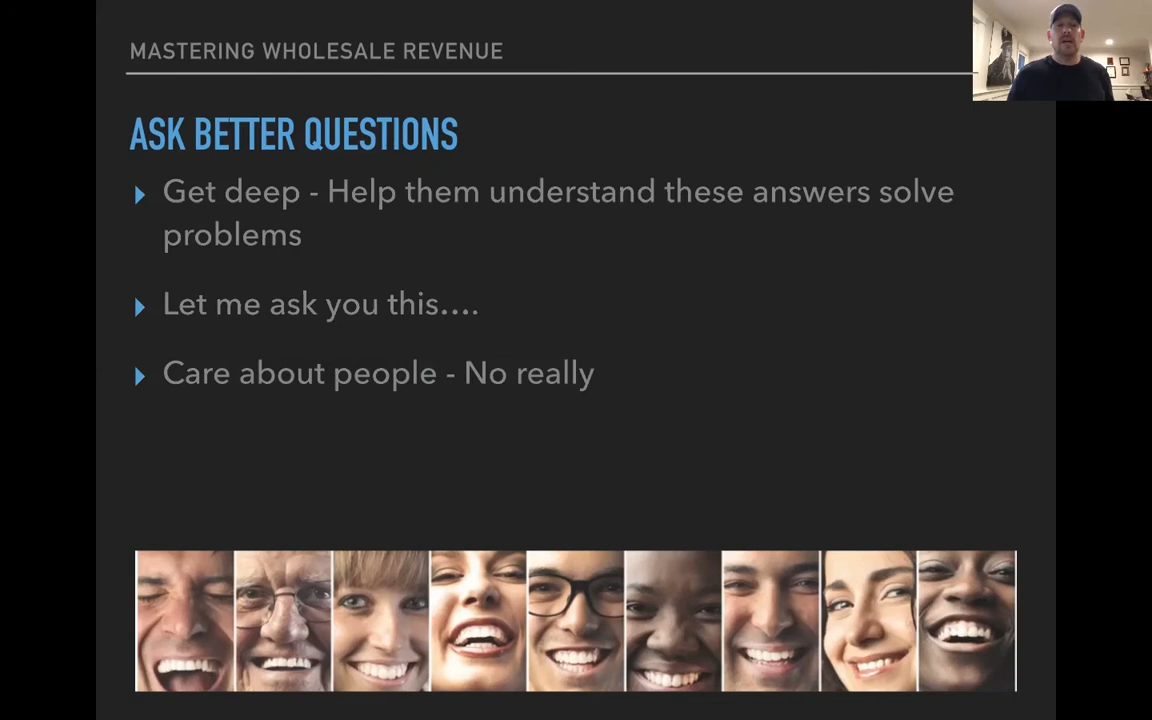 MASTERING WHOLESALE REVENUE
ASK BETTER QUESTIONS
Get deep - Help them understand these answers solve
problems
Let me ask you this....
Care about people - No really